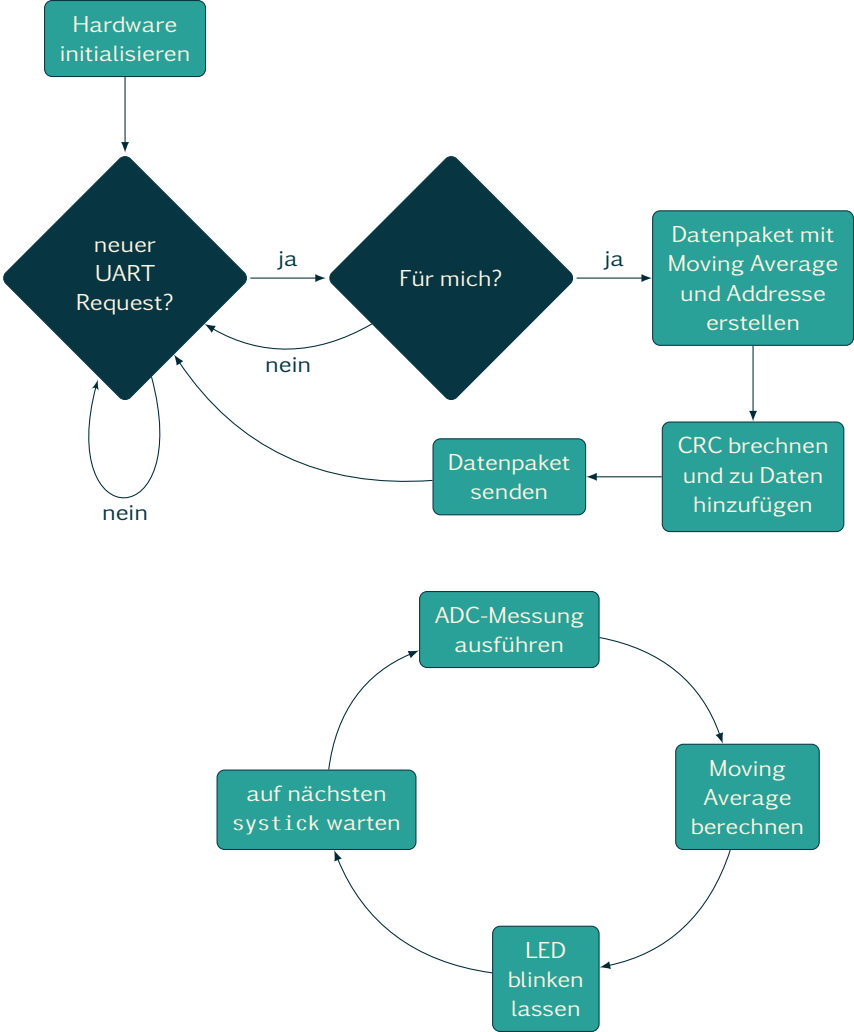 Hardware
initialisieren
neuer
UART
Request?
ja
Für mich?
ja
Datenpaket mit
Moving Average
und Addresse
erstellen
nein
nein
CRC brechnen
und zu Daten
hinzufügen
Datenpaket
senden
ADC-Messung
ausführen
Moving
Average
berechnen
LED
blinken
lassen
auf nächsten
systick warten